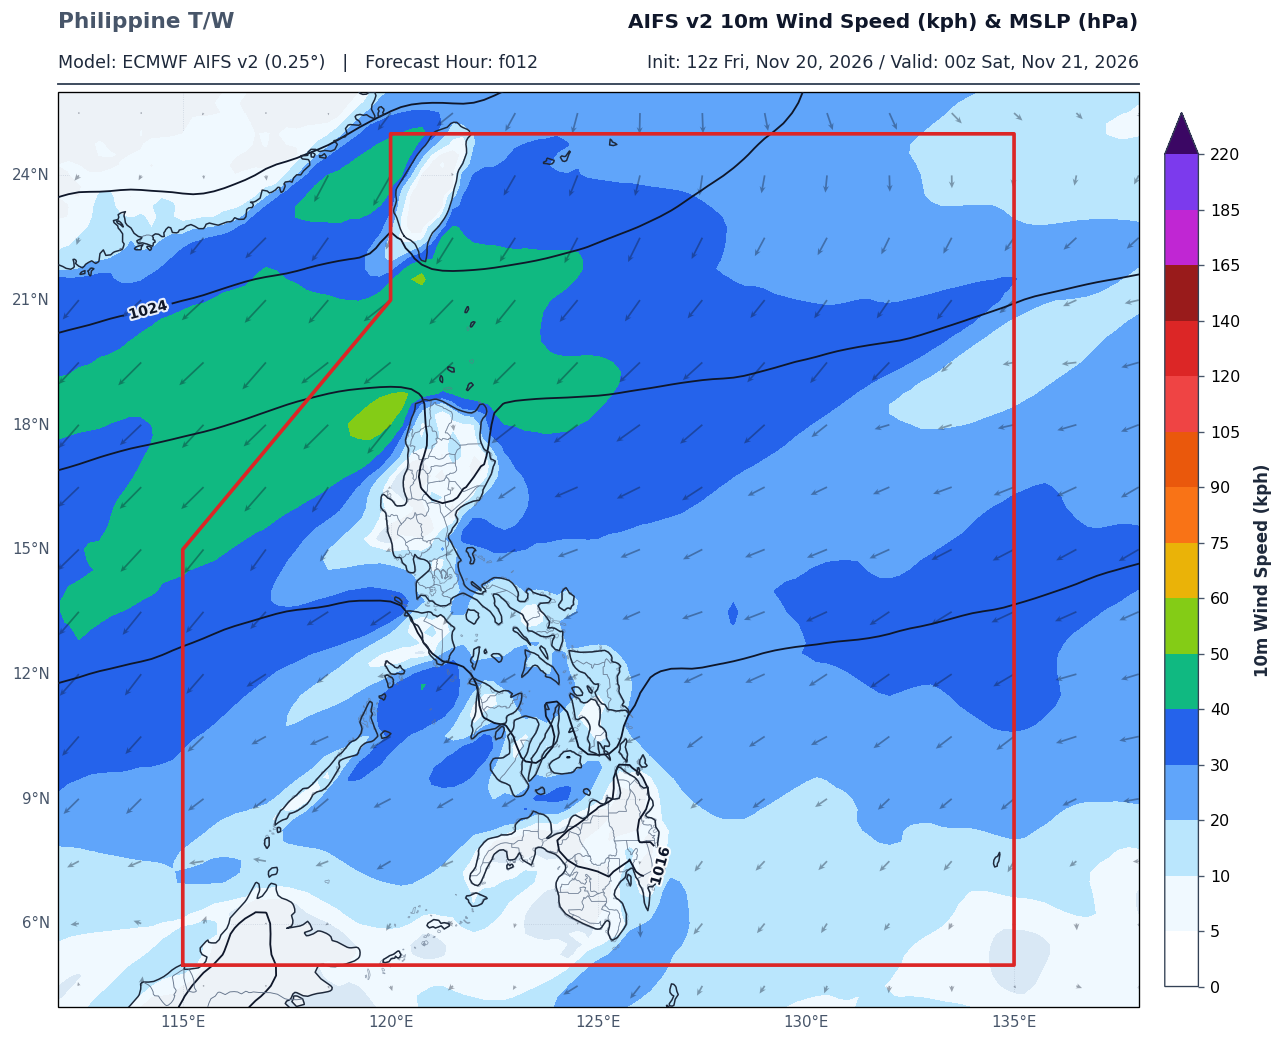 Philippine T/W
AIFS v2 10m Wind Speed (kph) & MSLP (hPa)
Model: ECMWF AIFS v2 (0.25°) | Forecast Hour: f012
Init: 12z Fri, Nov 20, 2026 / Valid: 00z Sat, Nov 21, 2026
24°N
21°N
18°N
15°N
12°N
9°N
6°N
1024
1016
115°E
120°E
125°E
130°E
135°E
220
185
165
140
120
105
90
75
60
50
40
30
20
10
5
0
10m Wind Speed (kph)